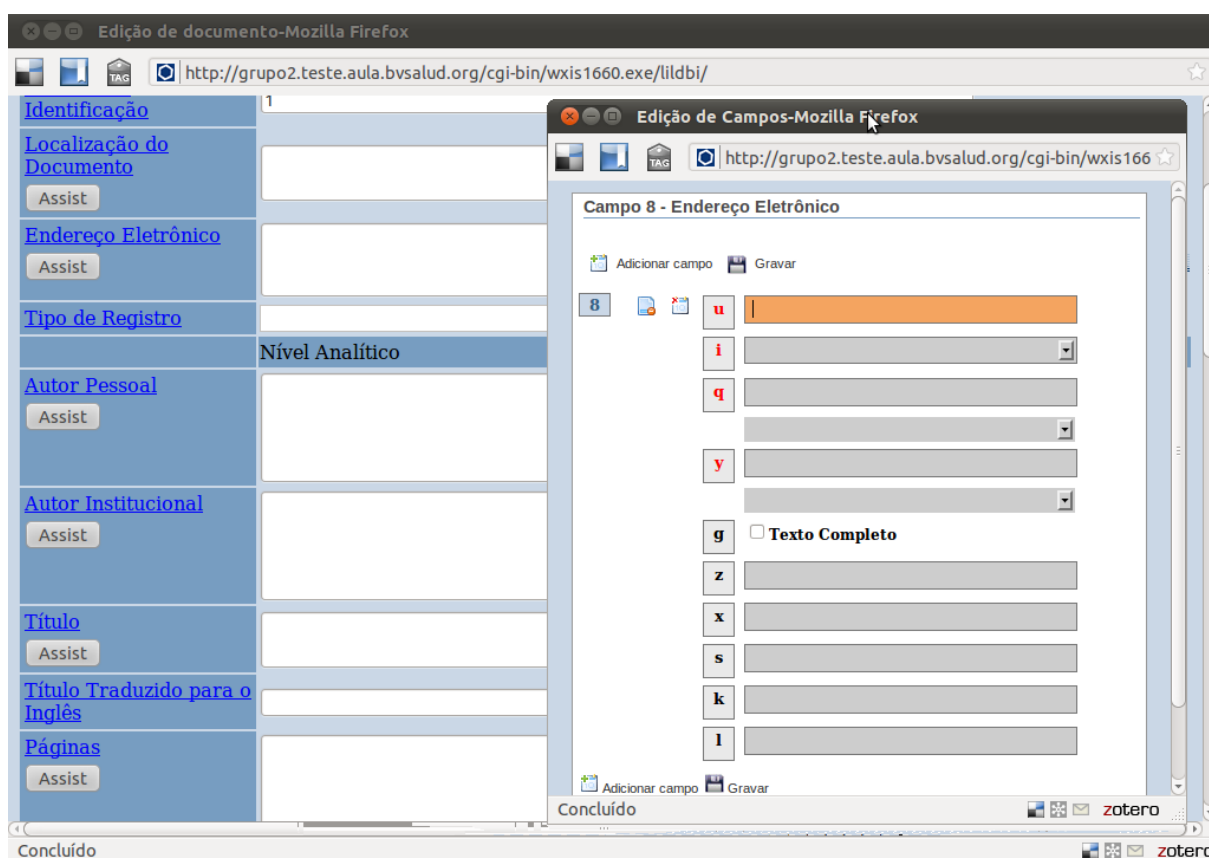 Edição de documento-Mozilla Firefox
TAG
http://grupo2.teste.aula.bvsalud.org/cgi-bin/wxis1660.exe/lildbi/
Identificação
1
Localização do
Documento
Assist
Endereço Eletrônico
Assist
Tipo de Registro
Nível Analítico
Autor Pessoal
Assist
Autor Institucional
Assist
Título
Assist
Título Traduzido para o
Inglês
Páginas
Assist
Concluído
zotero
Edição de Campos-Mozilla Firefox
TAG
http://grupo2.teste.aula.bvsalud.org/cgi-bin/wxis166
Campo 8 - Endereço Eletrônico
Adicionar campo Gravar
8
u
i
q
y
g Texto Completo
z
x
s
k
l
Adicionar campo Gravar
Concluído
zotero